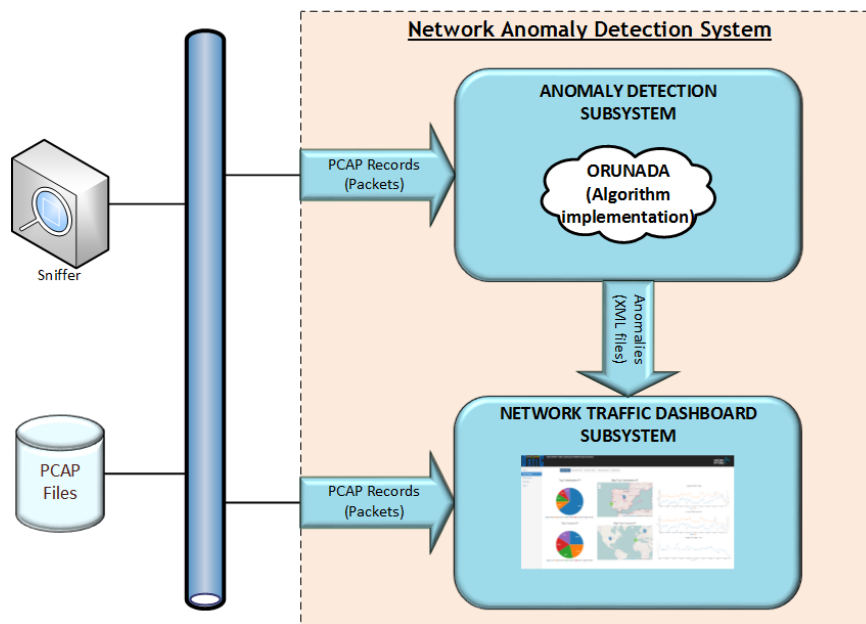 Network Anomaly Detection System
ANOMALY DETECTION
SUBSYSTEM
PCAP Records
(Packets)
ORUNADA
(Algorithm
implementation)
Sniffer
Anomalies
(XML files)
NETWORK TRAFFIC DASHBOARD
SUBSYSTEM
PCAP
Files
PCAP Records
(Packets)